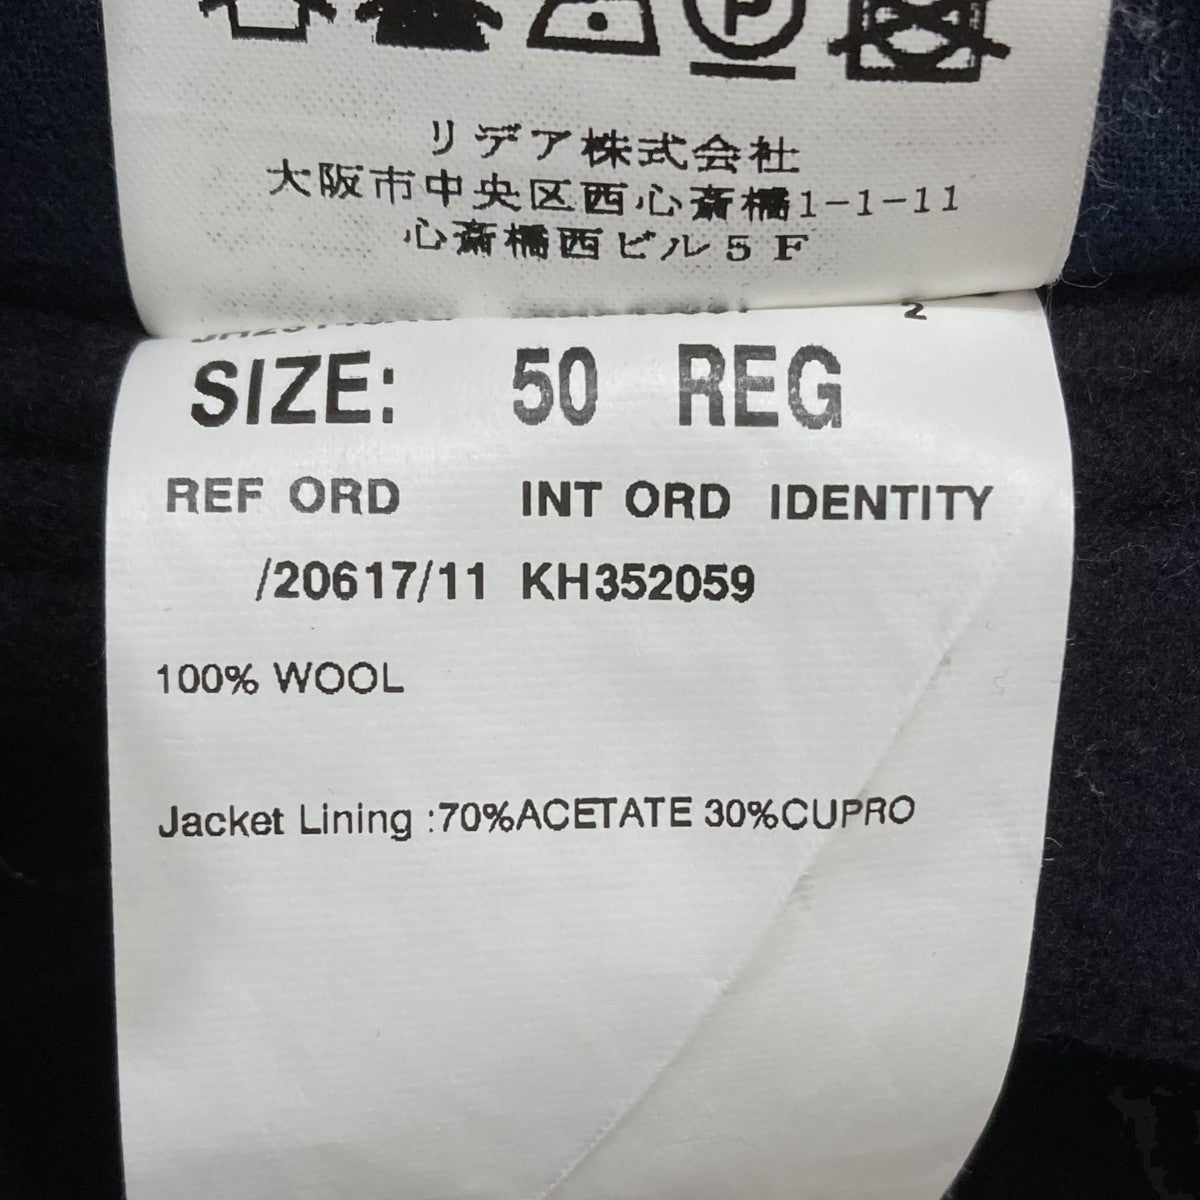 P
リデア株式会社
大阪市中央区西心斎橋1-1-11
心斎橋西ビル5F
2
SIZE: 50 REG
REF ORD INT ORD IDENTITY
/20617/11 KH352059
100% WOOL
Jacket Lining :70%ACETATE 30%CUPRO